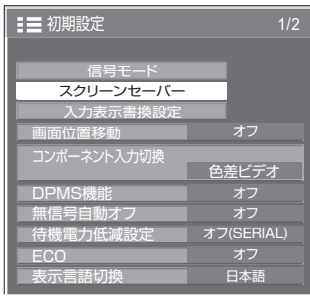 初期設定 1/2
信号モード
スクリーンセーバー
入力表示書換設定
画面位置移動 オフ
コンポーネント入力切換
色差ビデオ
DPMS機能 オフ
無信号自動オフ オフ
待機電力低減設定 オフ(SERIAL)
ECO オフ
表示言語切換 日本語